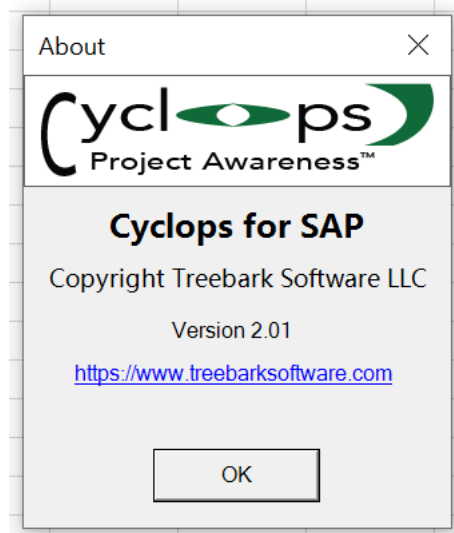 About
Cyclops
Project Awareness™
Cyclops for SAP
Copyright Treebark Software LLC
Version 2.01
https://www.treebarksoftware.com
OK